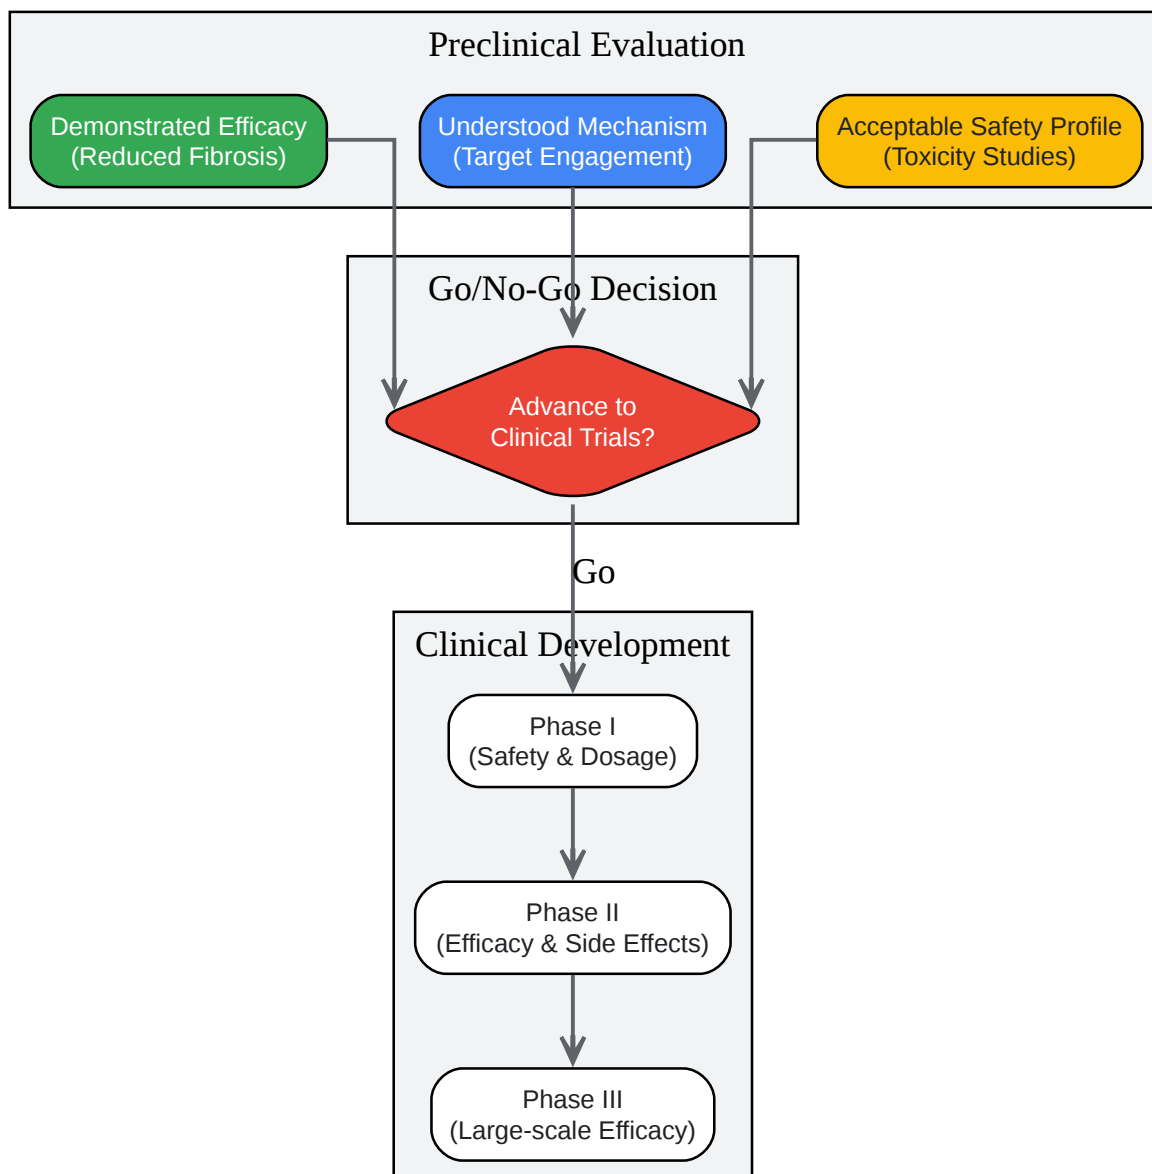 Preclinical Evaluation
Demonstrated Efficacy
(Reduced Fibrosis)
Understood Mechanism
(Target Engagement)
Acceptable Safety Profile
(Toxicity Studies)
Go/No-Go Decision
Advance to
Clinical Trials?
Go
Clinical Development
Phase I
(Safety & Dosage)
Phase II
(Efficacy & Side Effects)
Phase III
(Large-scale Efficacy)